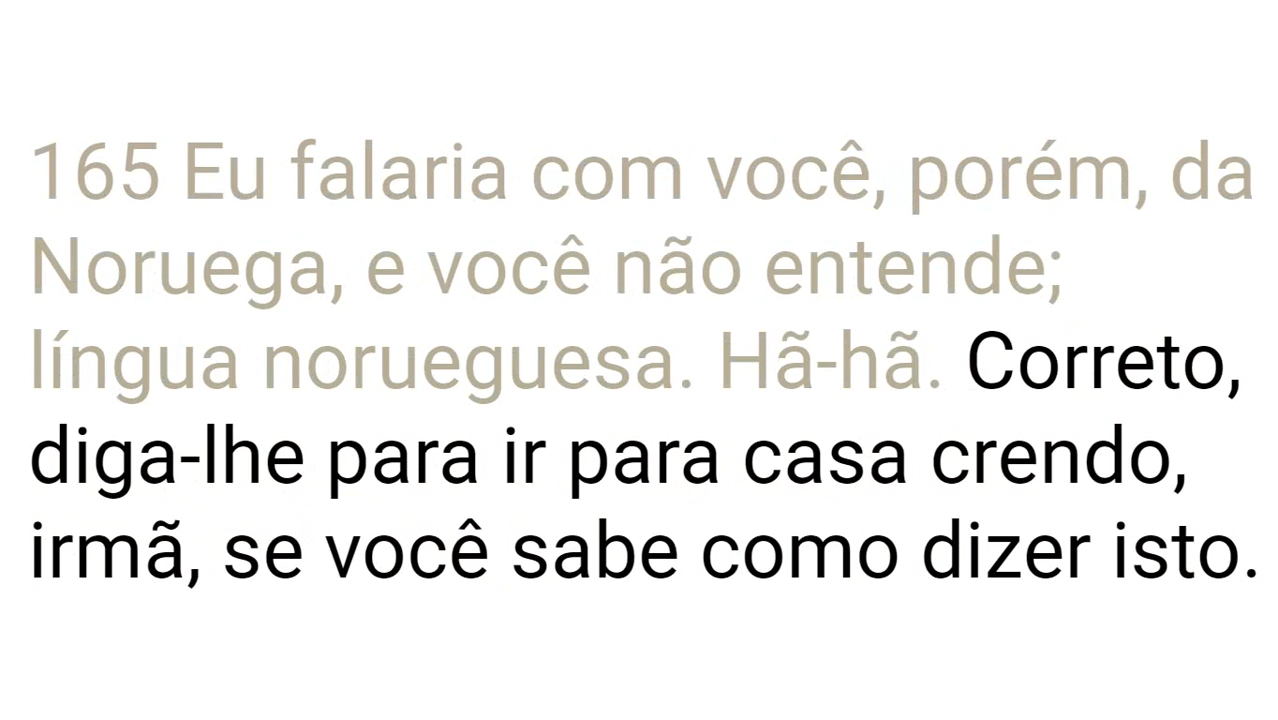 165 Eu falaria com você, porém, da
Noruega, e você não entende;
língua norueguesa. Hã-hã. Correto,
diga-lhe para ir para casa crendo,
irmã, se você sabe como dizer isto.